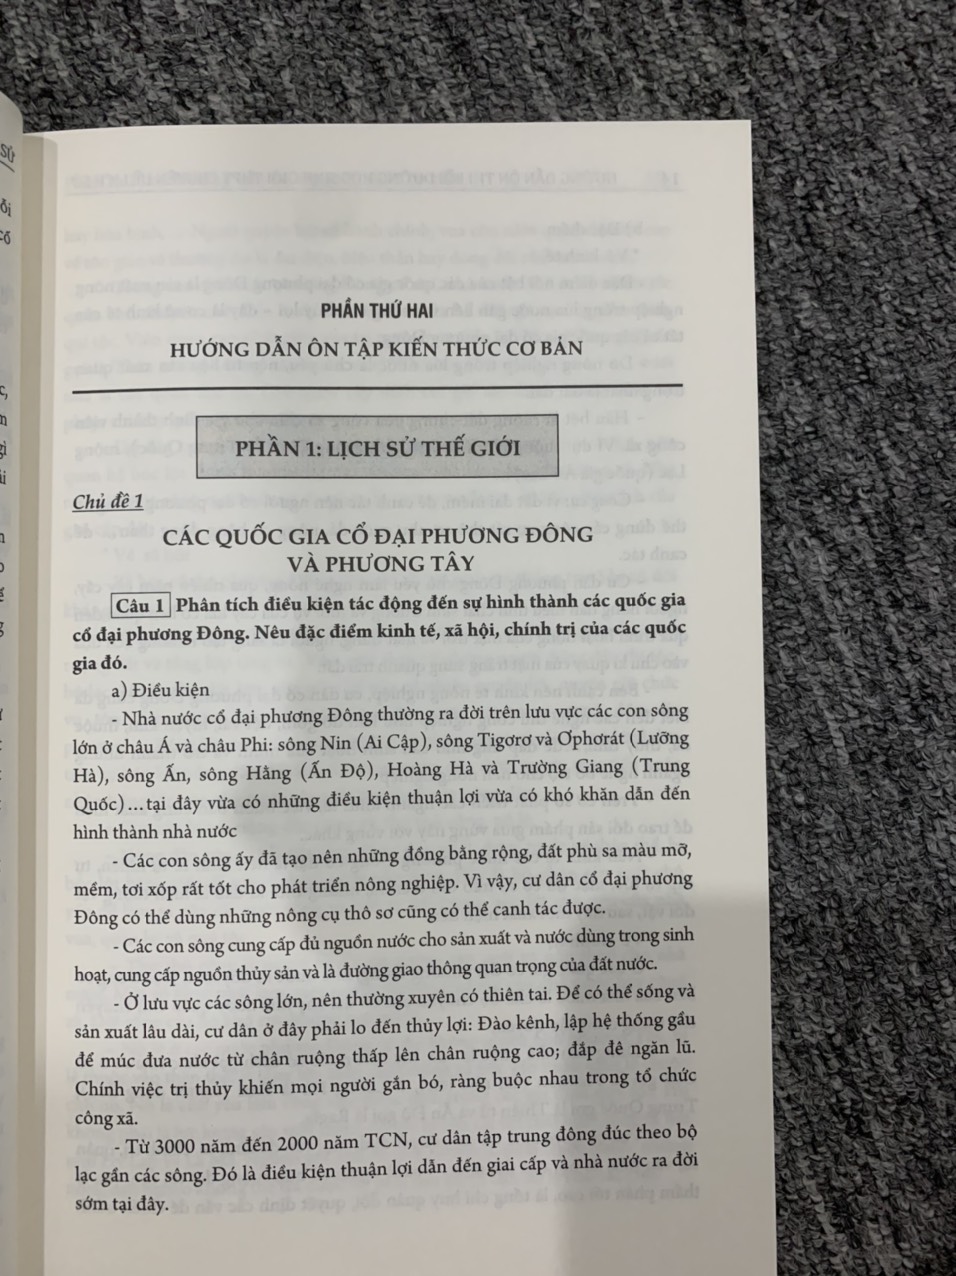 PHẦN THỨ HAI
HƯỚNG DẪN ÔN TẬP KIẾN THỨC CƠ BẢN
PHẦN 1: LỊCH SỬ THẾ GIỚI
Chủ đề 1
CÁC QUỐC GIA CỔ ĐẠI PHƯƠNG ĐÔNG
VÀ PHƯƠNG TÂY
Câu 1 Phân tích điều kiện tác động đến sự hình thành các quốc gia
cổ đại phương Đông. Nêu đặc điểm kinh tế, xã hội, chính trị của các quốc
gia đó.
a) Điều kiện
- Nhà nước cổ đại phương Đông thường ra đời trên lưu vực các con sông
lớn ở châu Á và châu Phi: sông Nin (Ai Cập), sông Tigơrơ và Ơphơrát (Lưỡng
Hà), sông Ấn, sông Hằng (Ấn Độ), Hoàng Hà và Trường Giang (Trung
Quốc)...tại đây vừa có những điều kiện thuận lợi vừa có khó khăn dẫn đến
hình thành nhà nước
- Các con sông ấy đã tạo nên những đồng bằng rộng, đất phù sa màu mỡ,
mềm, tơi xốp rất tốt cho phát triển nông nghiệp. Vì vậy, cư dân cổ đại phương
Đông có thể dùng những nông cụ thô sơ cũng có thể canh tác được.
- Các con sông cung cấp đủ nguồn nước cho sản xuất và nước dùng trong sinh
hoạt, cung cấp nguồn thủy sản và là đường giao thông quan trọng của đất nước.
- Ở lưu vực các sông lớn, nên thường xuyên có thiên tai. Để có thể sống và
sản xuất lâu dài, cư dân ở đây phải lo đến thủy lợi: Đào kênh, lập hệ thống gầu
để múc đưa nước từ chân ruộng thấp lên chân ruộng cao; đắp đê ngăn lũ.
Chính việc trị thủy khiến mọi người gắn bó, ràng buộc nhau trong tổ chức
công xã.
- Từ 3000 năm đến 2000 năm TCN, cư dân tập trung đông đúc theo bộ
lạc gần các sông. Đó là điều kiện thuận lợi dẫn đến giai cấp và nhà nước ra đời
sớm tại đây.